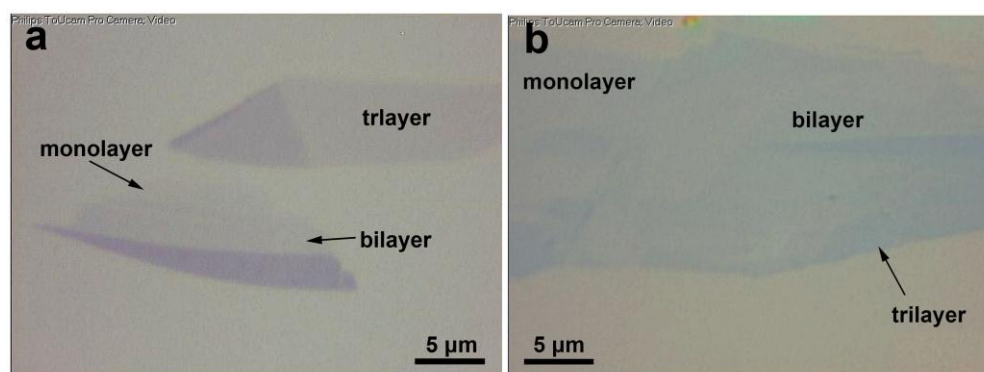 Philips ToUcam Pro Camera; Video
a
trlayer
monolayer
bilayer
5 µm
Philips ToUcam Pro Camera; Video
b
monolayer
bilayer
trilayer
5 µm